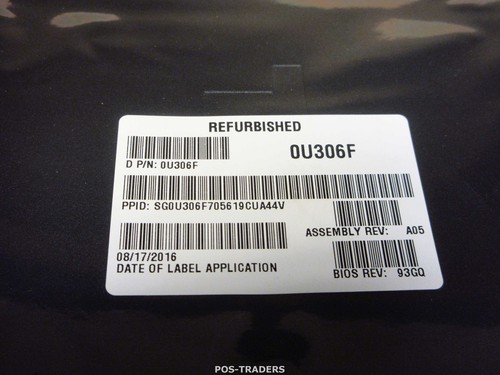 REFURBISHED
0U306F
D P/N: 0U306F
PPID: SG0U306F705619CUA44V
ASSEMBLY REV: A05
08/17/2016
DATE OF LABEL APPLICATION
BIOS REV: 93GQ
POS-TRADERS